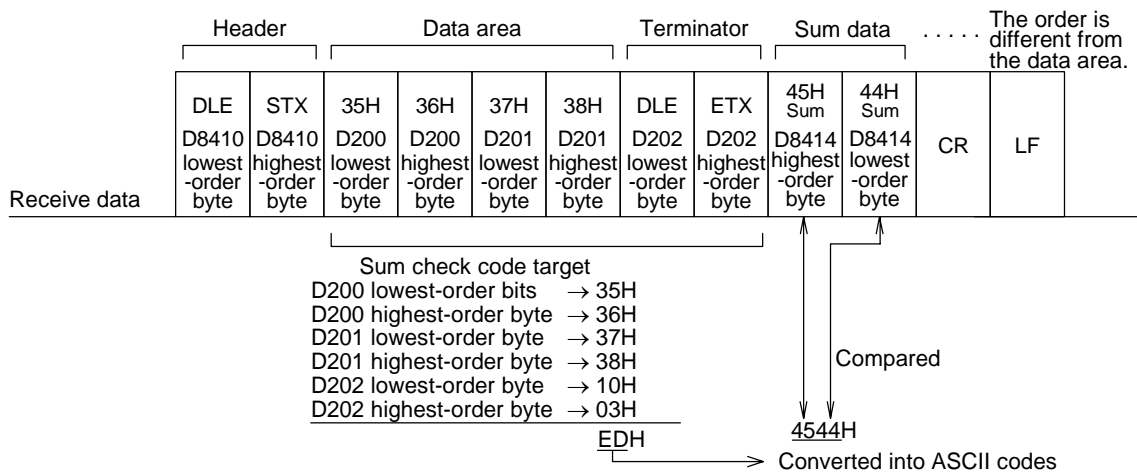 Header
Data area
Terminator
Sum data
. . . . . The order is
different from
the data area.
DLE
D8410
lowest
-order
byte
STX
D8410
highest
-order
byte
35H
D200
lowest
-order
byte
36H
D200
highest
-order
byte
37H
D201
lowest
-order
byte
38H
D201
highest
-order
byte
DLE
D202
lowest
-order
byte
ETX
D202
highest
-order
byte
45H
Sum
D8414
highest
-order
byte
44H
Sum
D8414
lowest
-order
byte
CR
LF
Receive data
Sum check code target
D200 lowest-order bits → 35H
D200 highest-order byte → 36H
D201 lowest-order byte → 37H
D201 highest-order byte → 38H
D202 lowest-order byte → 10H
D202 highest-order byte → 03H
EDH
Compared
4544H
Converted into ASCII codes